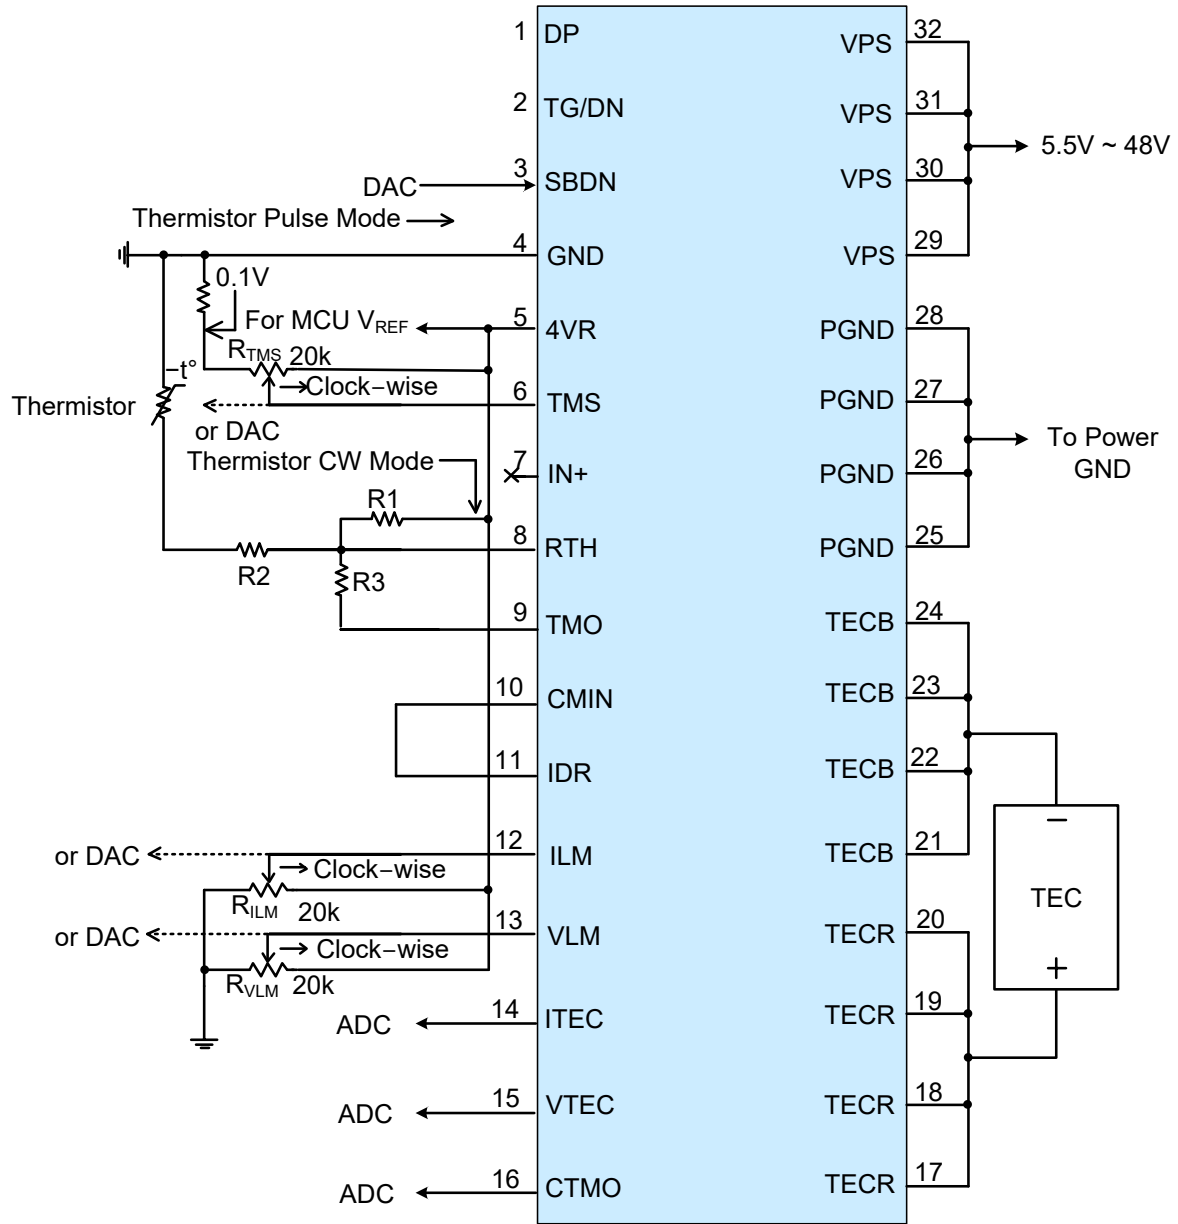 1 DP
2 TG/DN
DAC
3 SBDN
Thermistor Pulse Mode
4 GND
0.1V
For MCU VREF
5 4VR
RTMS 20k
Clock−wise
−t°
Thermistor
6 TMS
or DAC
Thermistor CW Mode
7 IN+
R1
8 RTH
R2
R3
9 TMO
10 CMIN
11 IDR
or DAC
12 ILM
Clock−wise
RILM 20k
or DAC
13 VLM
Clock−wise
RVLM 20k
ADC
14 ITEC
ADC
15 VTEC
ADC
16 CTMO
VPS 32
VPS 31
5.5V ~ 48V
VPS 30
VPS 29
PGND 28
PGND 27
To Power
GND
PGND 26
PGND 25
TECB 24
TECB 23
TECB 22
TECB 21
−
TEC
+
TECR 20
TECR 19
TECR 18
TECR 17